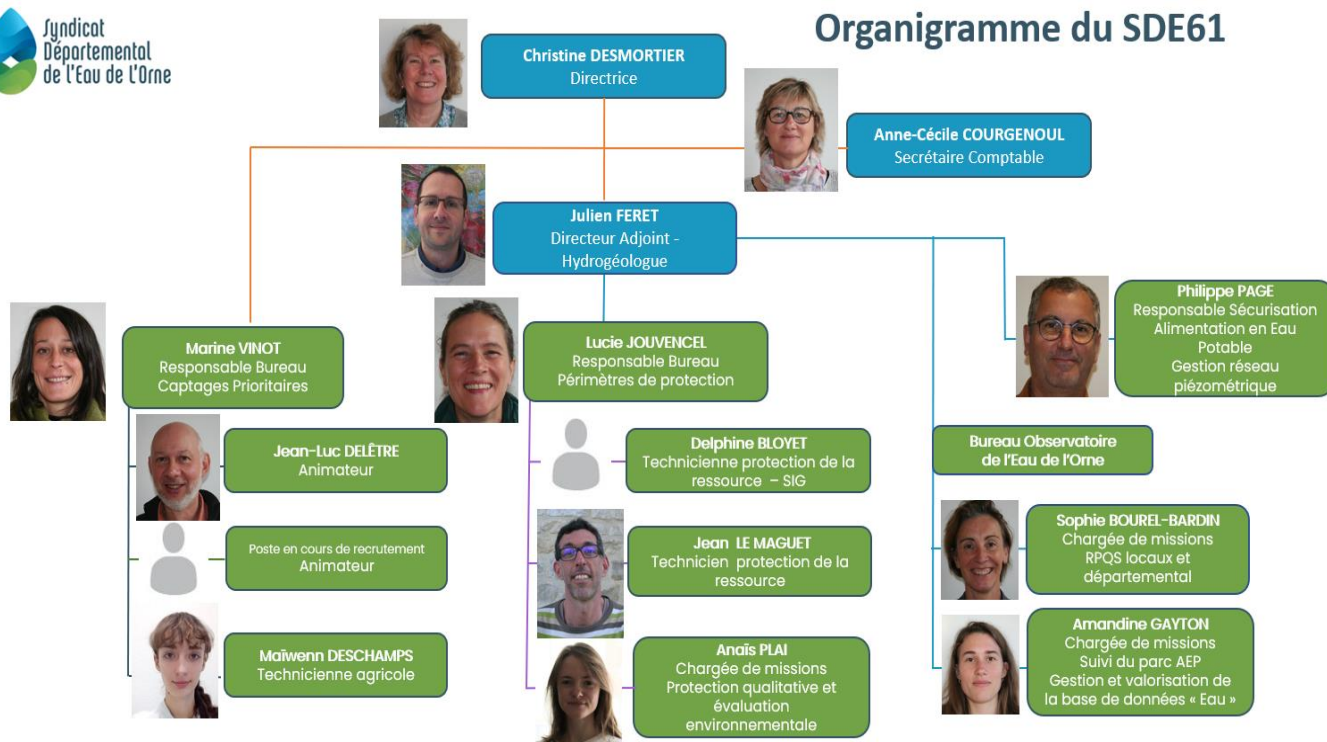 Syndicat
Départemental
de l'Eau de l'Orne
Organigramme du SDE61
Christine DESMORTIER
Directrice
Anne-Cécile COURGENOUL
Secrétaire Comptable
Julien FERET
Directeur Adjoint -
Hydrogéologue
Philippe PAGE
Responsable Sécurisation
Alimentation en Eau
Potable
Gestion réseau
piézométrique
Marine VINOT
Responsable Bureau
Captages Prioritaires
Jean-Luc DELÊTRE
Animateur
Poste en cours de recrutement
Animateur
Maïwenn DESCHAMPS
Technicienne agricole
Lucie JOUVENCEL
Responsable Bureau
Périmètres de protection
Delphine BLOYET
Technicienne protection de la
ressource – SIG
Jean LE MAGUET
Technicien protection de la
ressource
Anaïs PLAI
Chargée de missions
Protection qualitative et
évaluation
environnementale
Bureau Observatoire
de l'Eau de l'Orne
Sophie BOUREL-BARDIN
Chargée de missions
RPQS locaux et
départemental
Amandine GAYTON
Chargée de missions
Suivi du parc AEP
Gestion et valorisation de
la base de données « Eau »